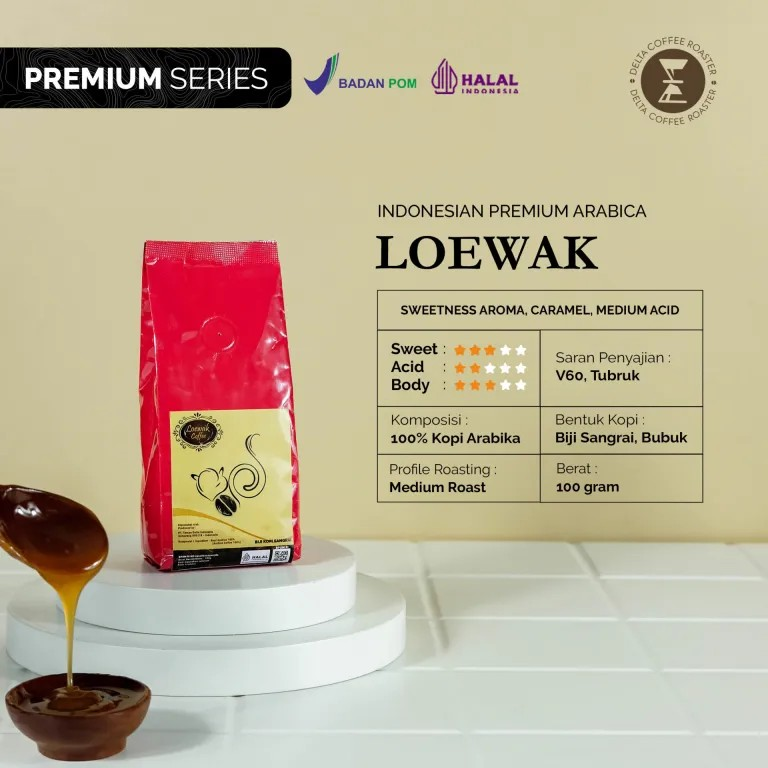 PREMIUM SERIES
BADAN POM
HALAL
INDONESIA
DELTA COFFEE ROASTER
DELTA COFFEE ROASTER
INDONESIAN PREMIUM ARABICA
LOEWAK
SWEETNESS AROMA, CARAMEL, MEDIUM ACID
Sweet :
Acid :
Body :
Saran Penyajian :
V60, Tubruk
Komposisi :
100% Kopi Arabika
Bentuk Kopi :
Biji Sangrai, Bubuk
Profile Roasting :
Medium Roast
Berat :
100 gram
Loewak
Coffee
HALAL